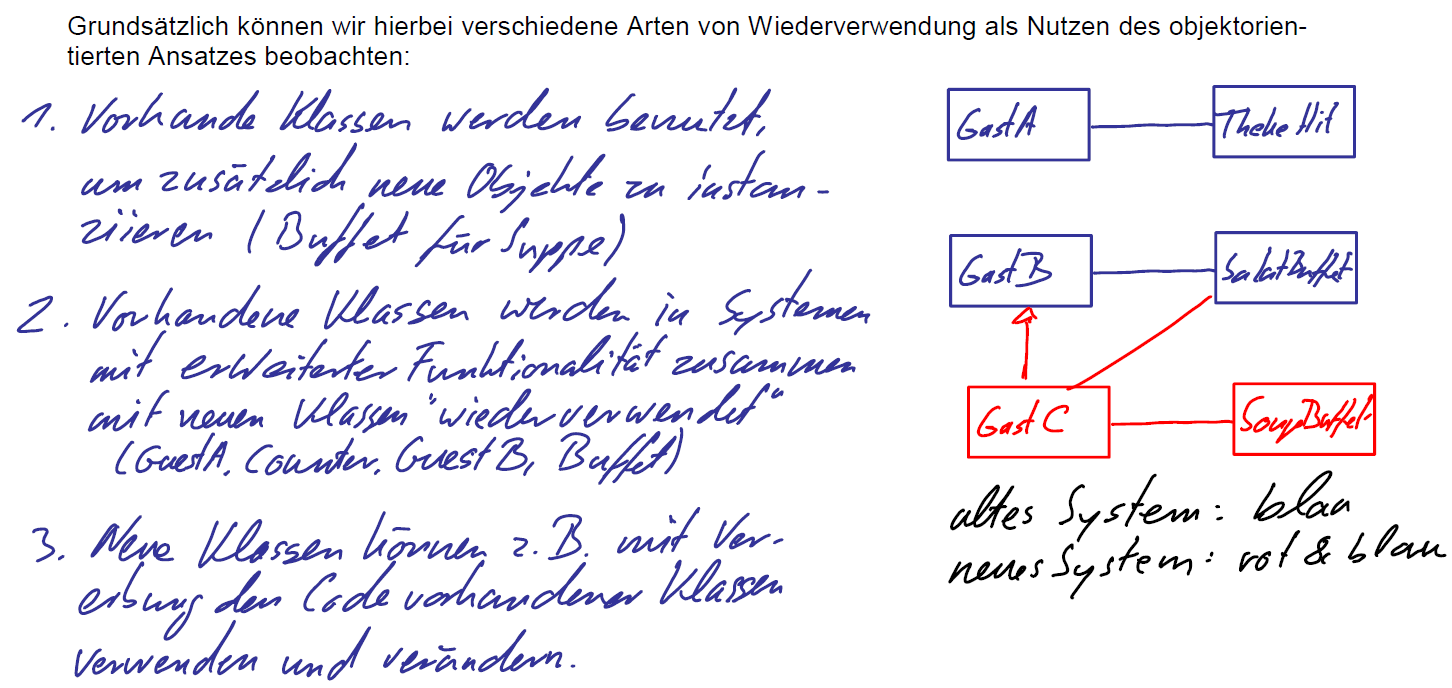 Grundsätzlich können wir hierbei verschiedene Arten von Wiederverwendung als Nutzen des objektorien-
tierten Ansatzes beobachten:
1. Vorhande Klassen werden benutzt,
um zusätzlich neue Objekte zu instan-
ziieren (Buffet für Suppe)
2. Vorhandene Klassen werden in Systemen
mit erweiterter Funktionalität zusammen
mit neuen Klassen "wiederverwendet"
(GuestA, Counter, GuestB, Buffet)
3. Neue Klassen können z.B. mit Ver-
erbung den Code vorhandener Klassen
verwenden und verändern.
GastA
Theke Hit
GastB
SalatBuffet
GastC
SoupBuffet
altes System: blau
neues System: rot & blau